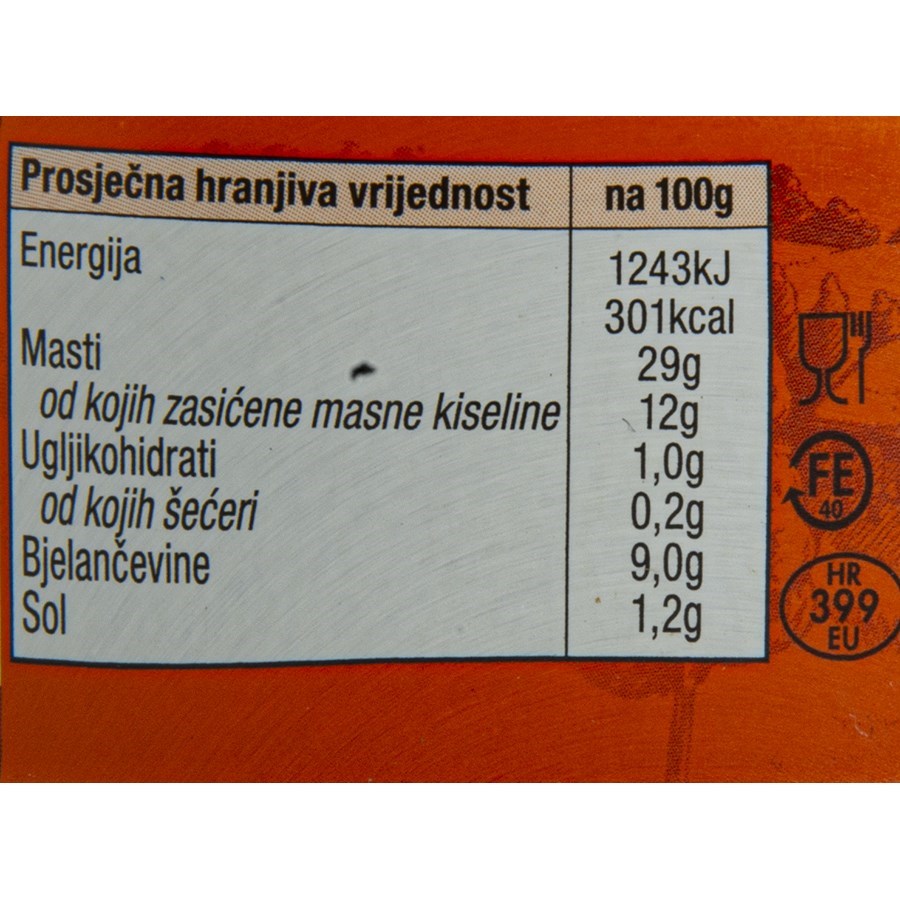 Prosječna hranjiva vrijednost na 100g
Energija 1243kJ
301kcal
Masti 29g
od kojih zasićene masne kiseline 12g
Ugljikohidrati 1,0g
od kojih šećeri 0,2g
Bjelančevine 9,0g
Sol 1,2g
FE
40
HR
399
EU